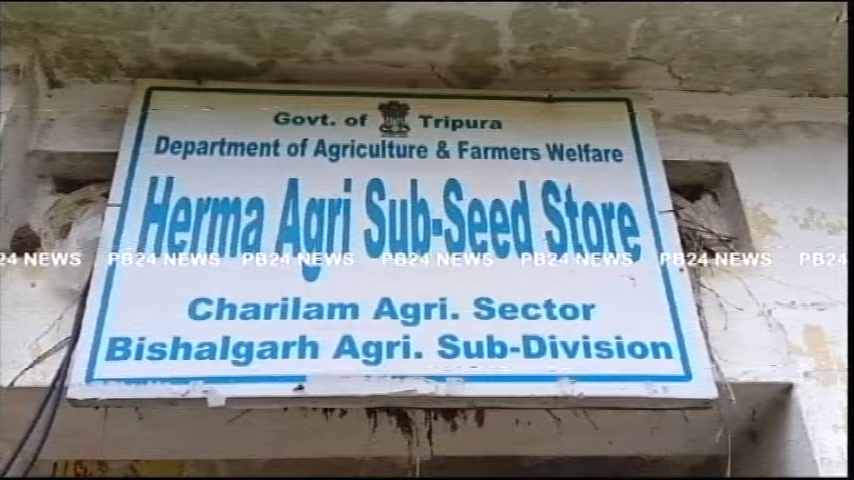 Govt. of Tripura
Department of Agriculture & Farmers Welfare
Herma Agri Sub-Seed Store
24 NEWS PB24 NEWS PB24 NEWS PB24 NEWS PB24 NEWS PB24 NEWS PB24
Charilam Agri. Sector
Bishalgarh Agri. Sub-Division